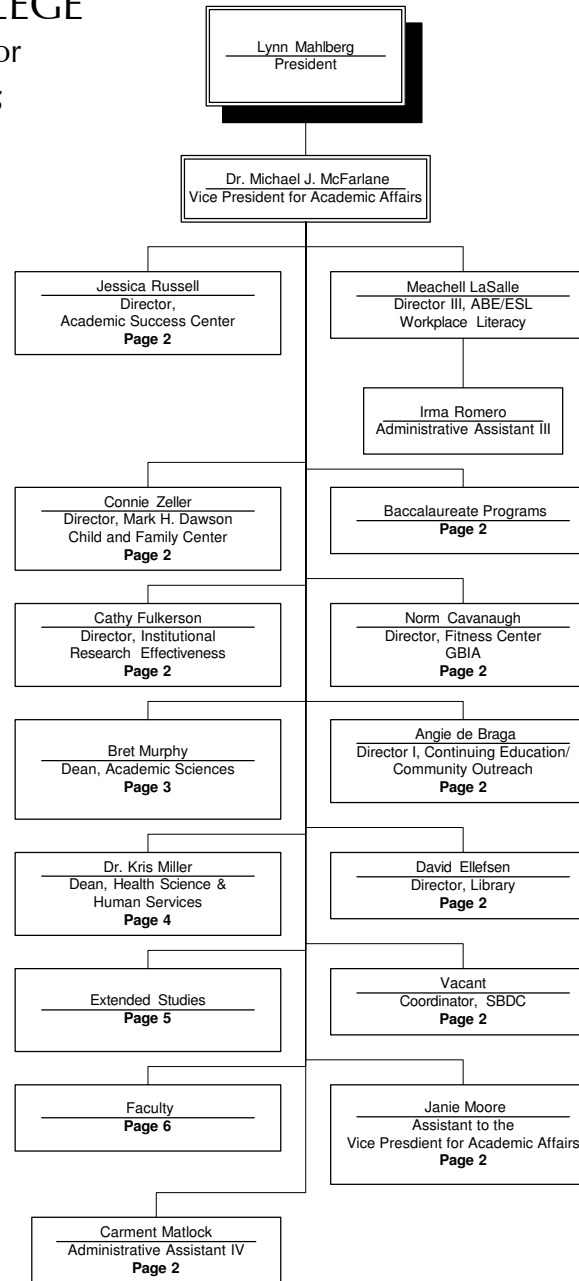 LEGE
or
Lynn Mahlberg
President
Dr. Michael J. McFarlane
Vice President for Academic Affairs
Jessica Russell
Director,
Academic Success Center
Page 2
Meachell LaSalle
Director III, ABE/ESL
Workplace Literacy
Irma Romero
Administrative Assistant III
Connie Zeller
Director, Mark H. Dawson
Child and Family Center
Page 2
Baccalaureate Programs
Page 2
Cathy Fulkerson
Director, Institutional
Research Effectiveness
Page 2
Norm Cavanaugh
Director, Fitness Center
GBIA
Page 2
Bret Murphy
Dean, Academic Sciences
Page 3
Angie de Braga
Director I, Continuing Education/
Community Outreach
Page 2
Dr. Kris Miller
Dean, Health Science &
Human Services
Page 4
David Ellefsen
Director, Library
Page 2
Extended Studies
Page 5
Vacant
Coordinator, SBDC
Page 2
Faculty
Page 6
Janie Moore
Assistant to the
Vice Presdient for Academic Affairs
Page 2
Carment Matlock
Administrative Assistant IV
Page 2